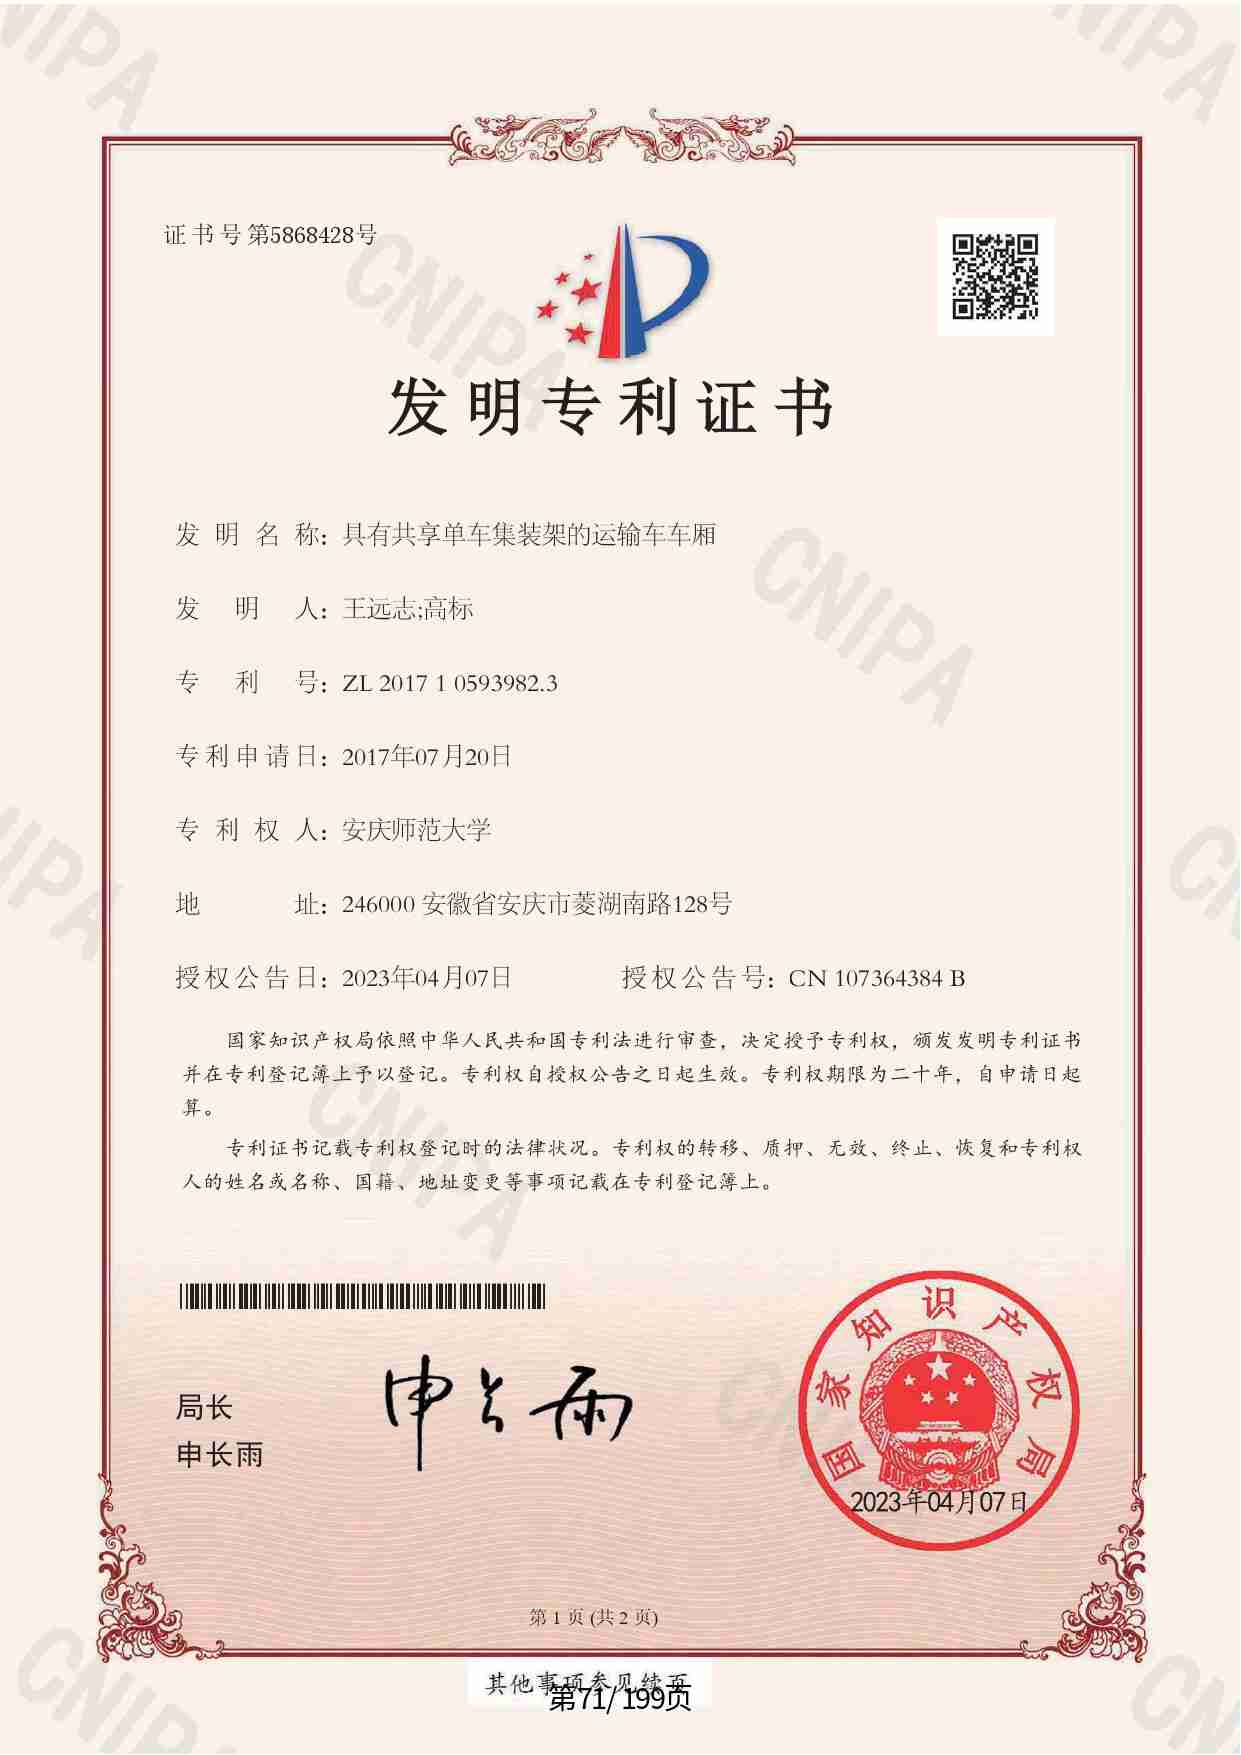 证书号第5868428号
发明专利证书
发明名称：具有共享单车集装架的运输车车厢
发明人：王远志;高标
专利号：ZL 2017 1 0593982.3
专利申请日：2017年07月20日
专利权人：安庆师范大学
地址：246000 安徽省安庆市菱湖南路128号
授权公告日：2023年04月07日 授权公告号：CN 107364384 B
国家知识产权局依照中华人民共和国专利法进行审查，决定授予专利权，颁发发明专利证书
并在专利登记簿上予以登记。专利权自授权公告之日起生效。专利权期限为二十年，自申请日起
算。
专利证书记载专利权登记时的法律状况。专利权的转移、质押、无效、终止、恢复和专利权
人的姓名或名称、国籍、地址变更等事项记载在专利登记簿上。
局长
申长雨
申长雨
国家知识产权局
2023年04月07日
第 1 页 (共 2 页)
其他事项参见续页
第71/199页
CNIPA
CNIPA
CNIPA
CNIPA
CNIPA
CNIPA